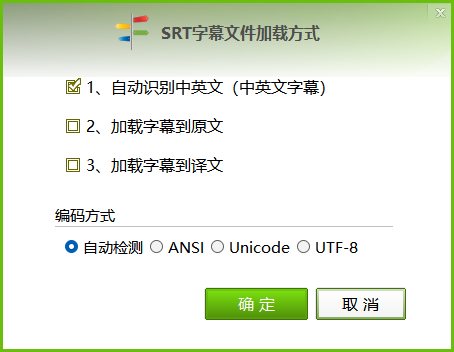 SRT字幕文件加载方式
1、自动识别中英文（中英文字幕）
2、加载字幕到原文
3、加载字幕到译文
编码方式
自动检测 ANSI Unicode UTF-8
确 定 取 消